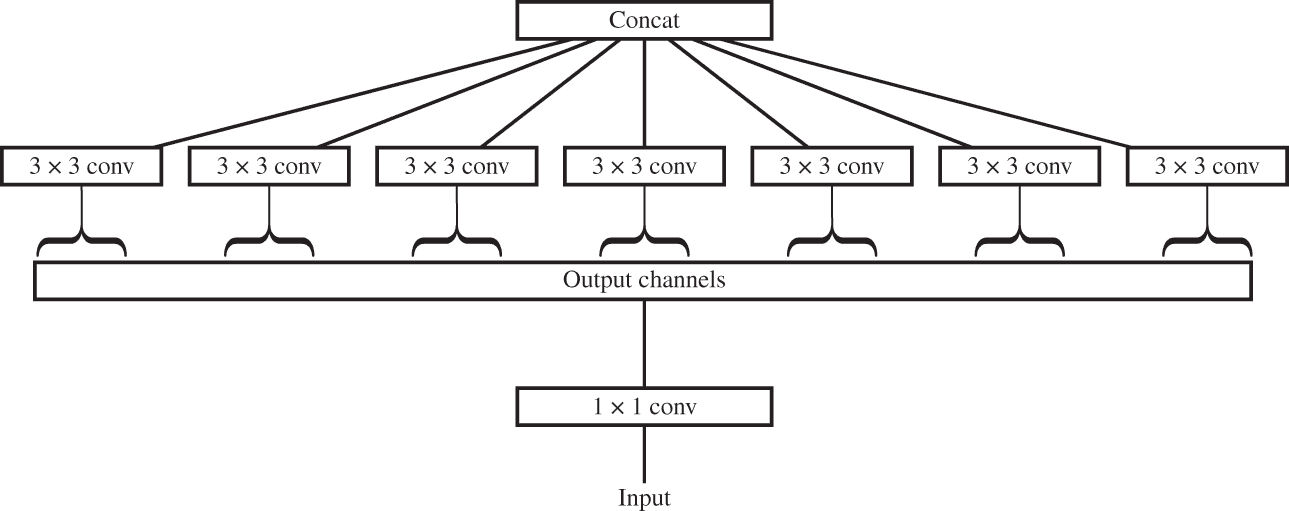 Concat
3 × 3 conv
3 × 3 conv
3 × 3 conv
3 × 3 conv
3 × 3 conv
3 × 3 conv
3 × 3 conv
Output channels
1 × 1 conv
Input